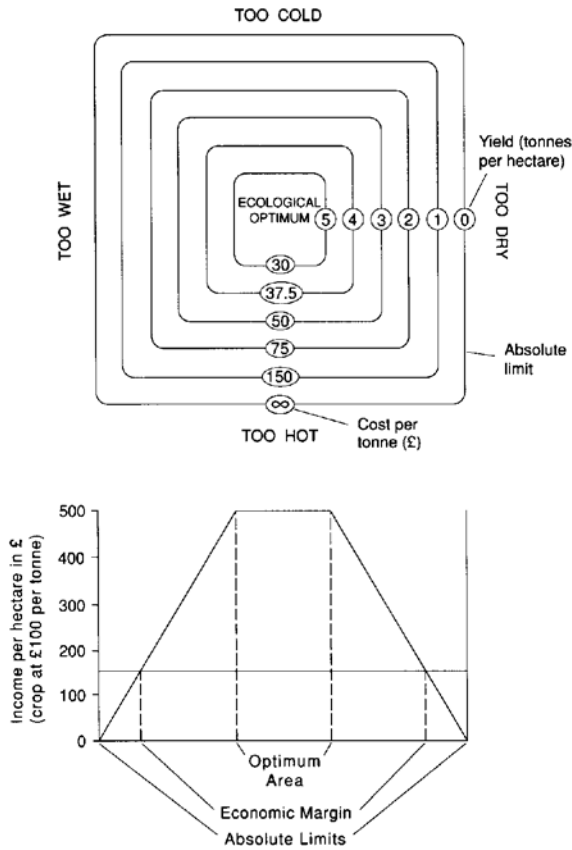 TOO COLD
Yield (tonnes
per hectare)
TOO WET
ECOLOGICAL
OPTIMUM
5
4
3
2
1
0
TOO DRY
30
37.5
50
75
150
∞
Absolute
limit
Cost per
tonne (£)
TOO HOT
Income per hectare in £
(crop at £100 per tonne)
500
400
300
200
100
0
Optimum
Area
Economic Margin
Absolute Limits